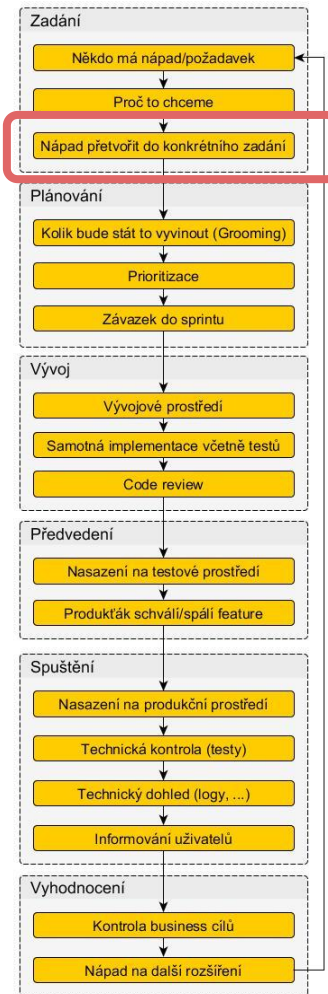 Zadání
Někdo má nápad/požadavek
Proč to chceme
Nápad přetvořit do konkrétního zadání
Plánování
Kolik bude stát to vyvinout (Grooming)
Prioritizace
Závazek do sprintu
Vývoj
Vývojové prostředí
Samotná implementace včetně testů
Code review
Předvedení
Nasazení na testové prostředí
Produkťák schválí/spálí feature
Spuštění
Nasazení na produkční prostředí
Technická kontrola (testy)
Technický dohled (logy, ...)
Informování uživatelů
Vyhodnocení
Kontrola business cílů
Nápad na další rozšíření